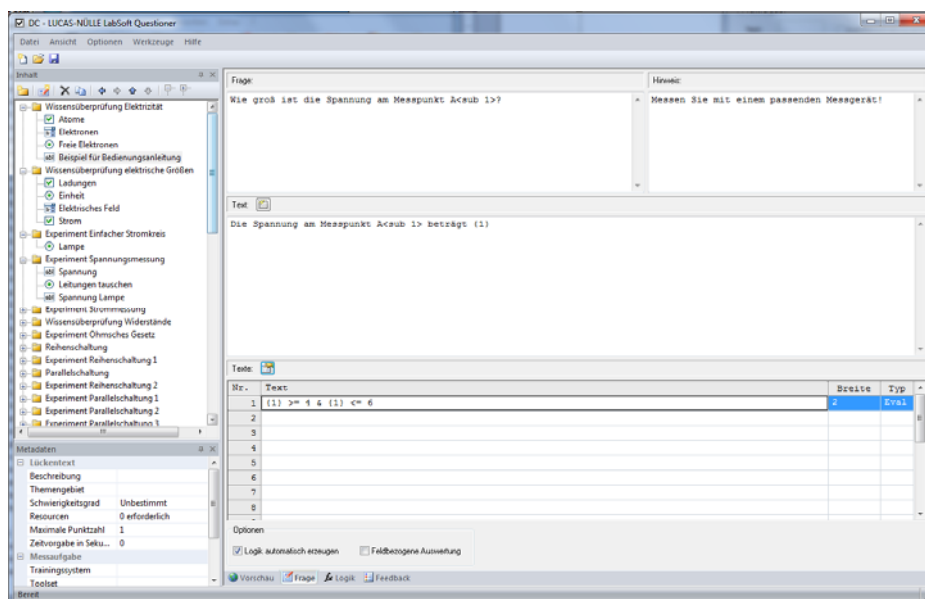 DC - LUCAS-NÜLLE LabSoft Questioner
Datei Ansicht Optionen Werkzeuge Hilfe
Inhalt
Wissensüberprüfung Elektrizität
Atome
Elektronen
Freie Elektronen
Beispiel für Bedienungsanleitung
Wissensüberprüfung elektrische Größen
Ladungen
Einheit
Elektrisches Feld
Strom
Experiment Einfacher Stromkreis
Lampe
Experiment Spannungsmessung
Spannung
Leitungen tauschen
Spannung Lampe
Experiment Strommessung
Wissensüberprüfung Widerstände
Experiment Ohmsches Gesetz
Reihenschaltung
Experiment Reihenschaltung 1
Parallelschaltung
Experiment Reihenschaltung 2
Experiment Parallelschaltung 1
Experiment Parallelschaltung 2
Experiment Parallelschaltung 3
Metadaten
Lückentext
Beschreibung
Themengebiet
Schwierigkeitsgrad Unbestimmt
Resourcen 0 erforderlich
Maximale Punktzahl 1
Zeitvorgabe in Seku... 0
Messaufgabe
Trainingssystem
Toolset
Bereit
Frage:
Wie groß ist die Spannung am Messpunkt A<sub 1>?
Hinweis:
Messen Sie mit einem passenden Messgerät!
Text:
Die Spannung am Messpunkt A<sub 1> beträgt {1}
Texte:
Nr. Text Breite Typ
1 {1} >= 4 & {1} <= 6 2 Eval
2
3
4
5
6
7
8
Optionen
Logik automatisch erzeugen Feldbezogene Auswertung
Vorschau Frage fx Logik Feedback